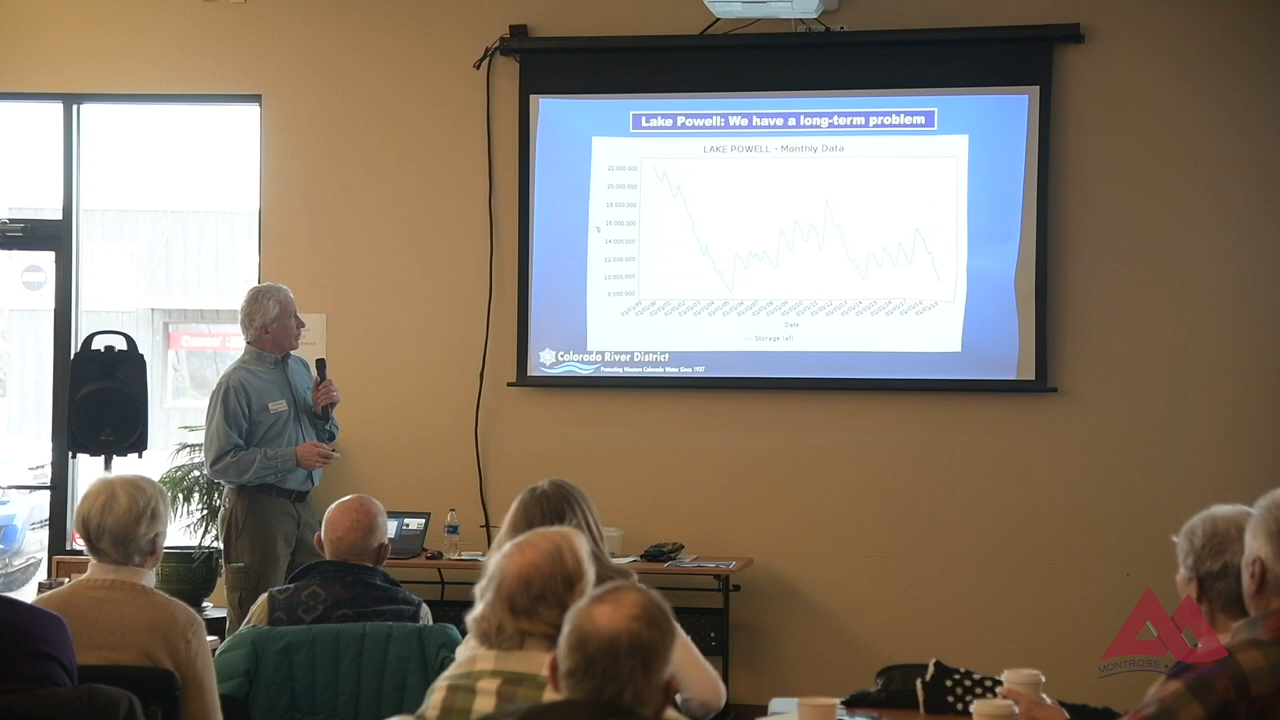 Lake Powell: We have a long-term problem
LAKE POWELL - Monthly Data
22,000,000
20,000,000
18,000,000
16,000,000
14,000,000
12,000,000
10,000,000
8,000,000
af
Date
Storage (af)
Colorado River District
Protecting Western Colorado Water Since 1937
MONTROSE